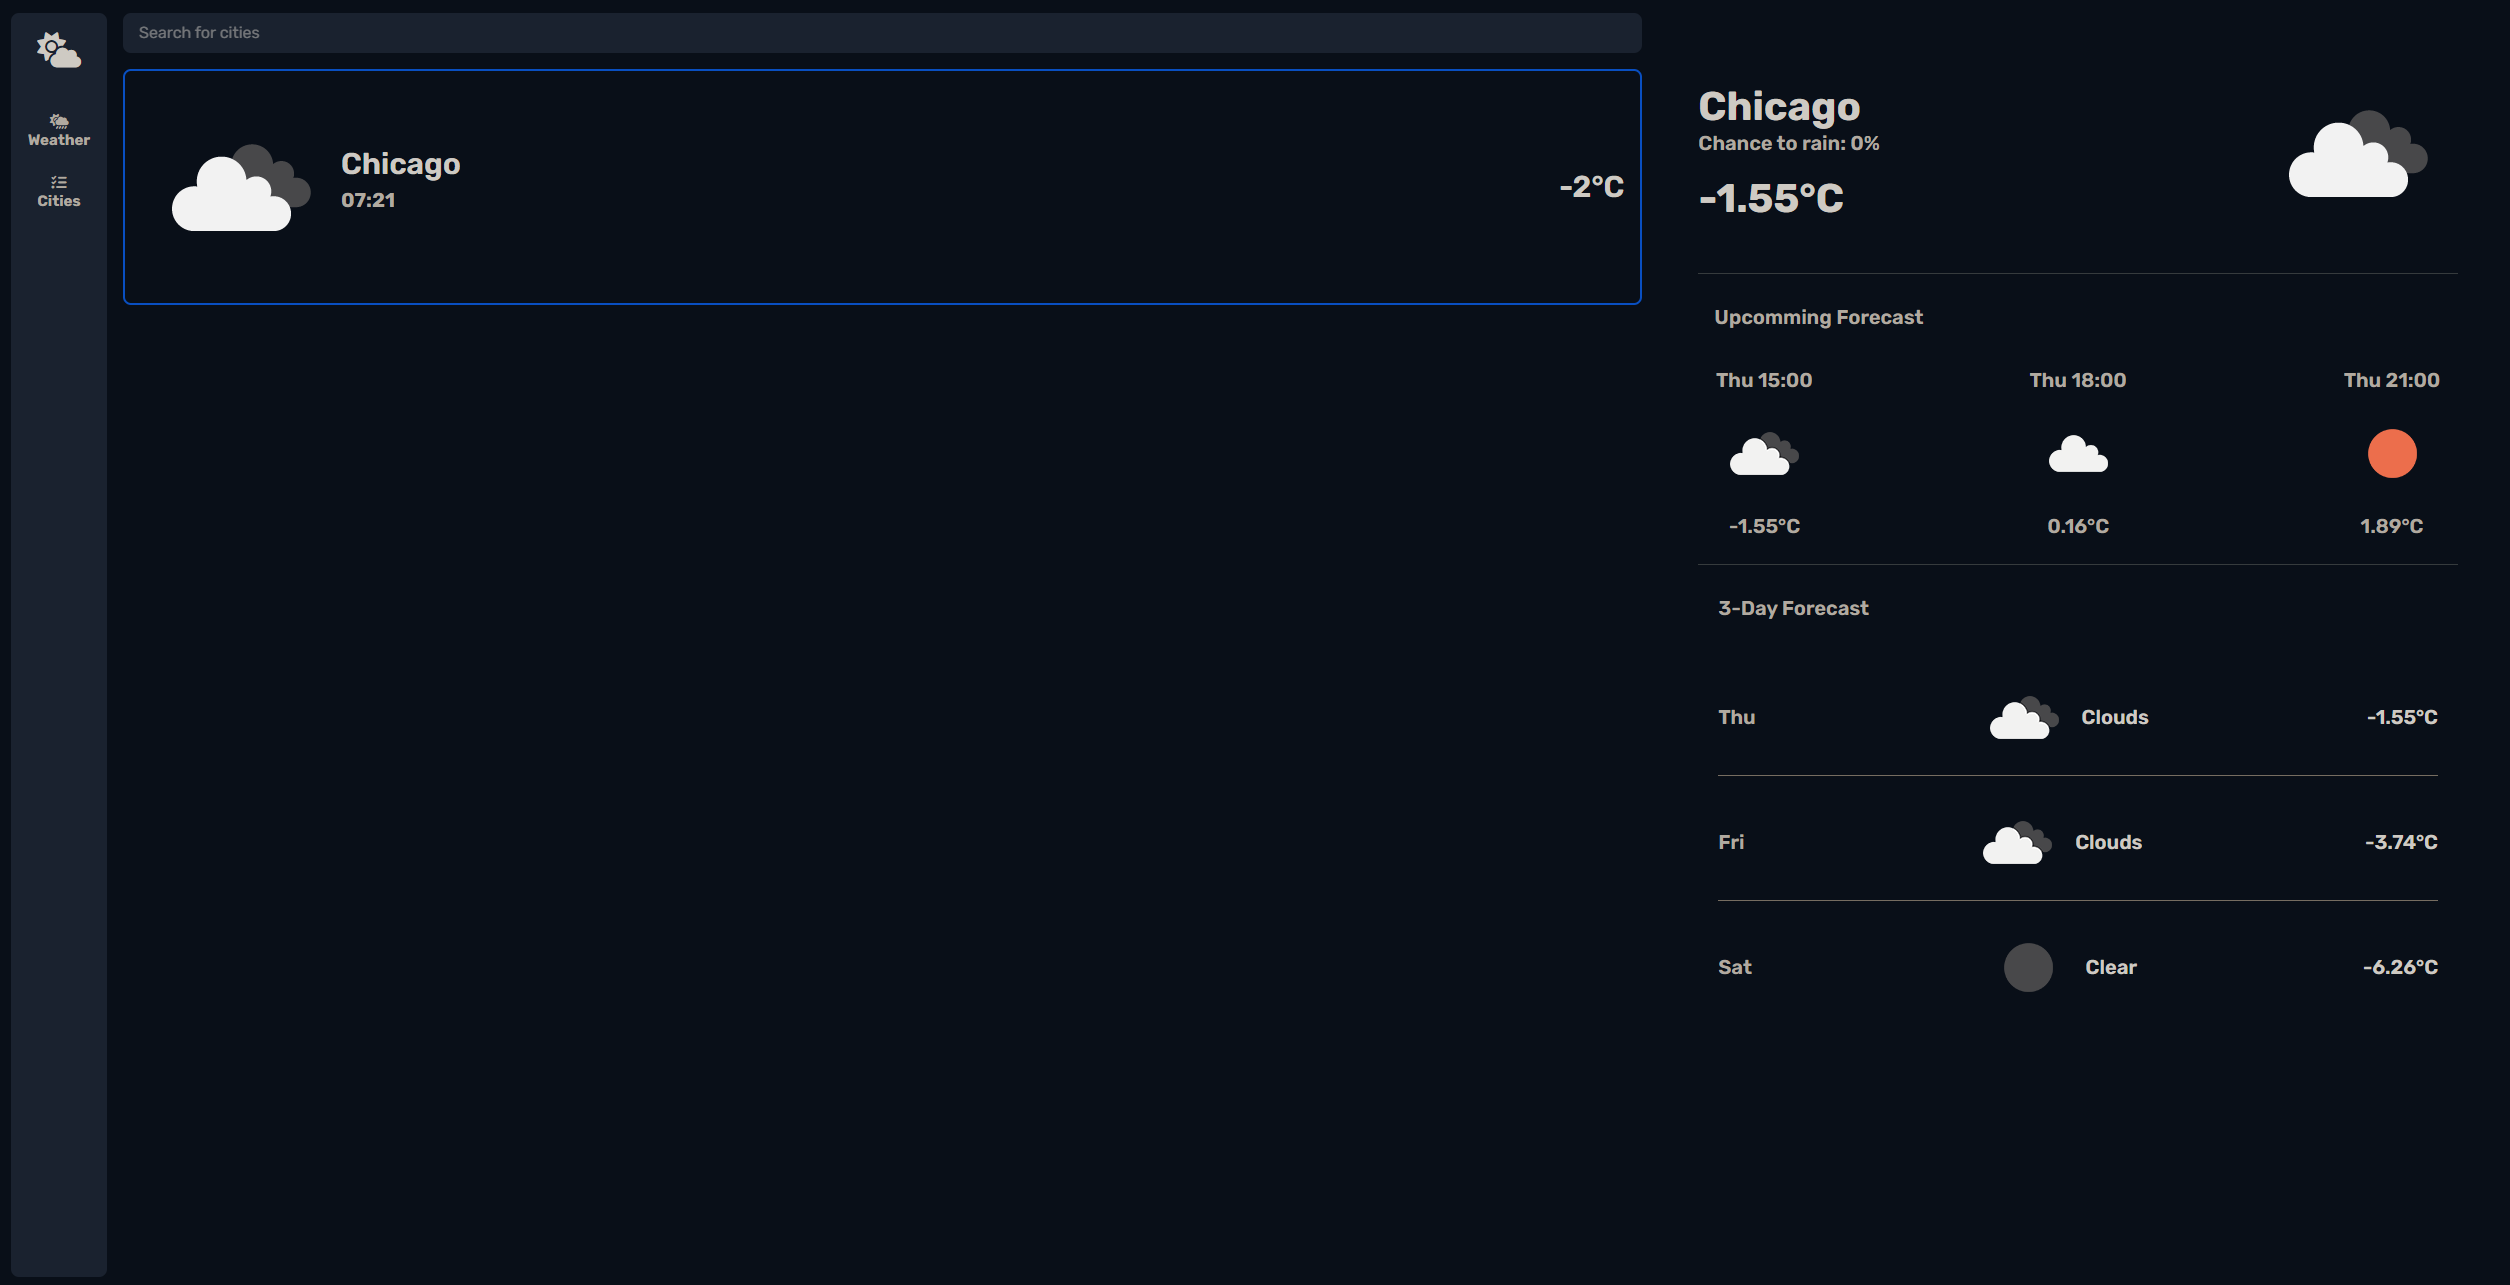 Weather
Cities
Search for cities
Chicago
07:21
-2°C
Chicago
Chance to rain: 0%
-1.55°C
Upcomming Forecast
Thu 15:00 Thu 18:00 Thu 21:00
-1.55°C 0.16°C 1.89°C
3-Day Forecast
Thu Clouds -1.55°C
Fri Clouds -3.74°C
Sat Clear -6.26°C